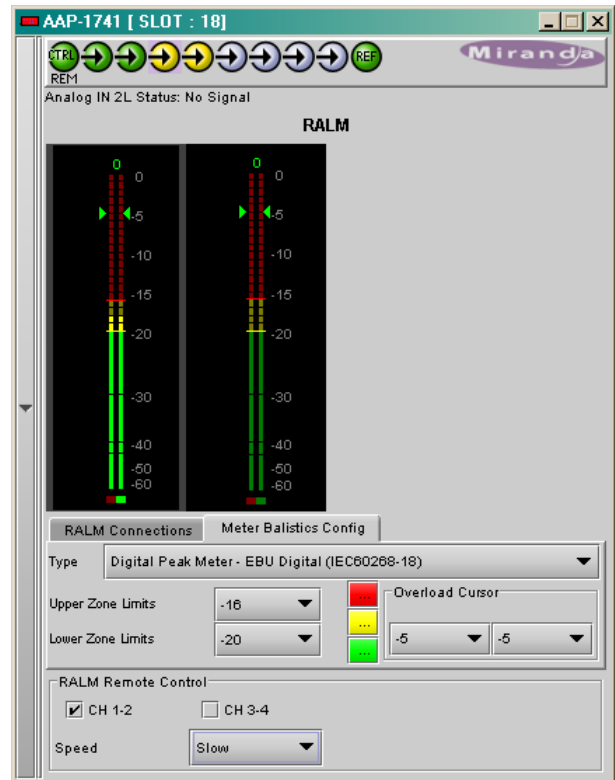 AAP-1741 [ SLOT : 18]
CTRL REF Miranda
REM
Analog IN 2L Status: No Signal
RALM
0 0
0 0
-5 -5
-10 -10
-15 -15
-20 -20
-30 -30
-40 -40
-50 -50
-60 -60
RALM Connections Meter Balistics Config
Type Digital Peak Meter - EBU Digital (IEC60268-18)
Overload Cursor
Upper Zone Limits -16 ...
...
Lower Zone Limits -20 ... -5 -5
RALM Remote Control
CH 1-2 CH 3-4
Speed Slow